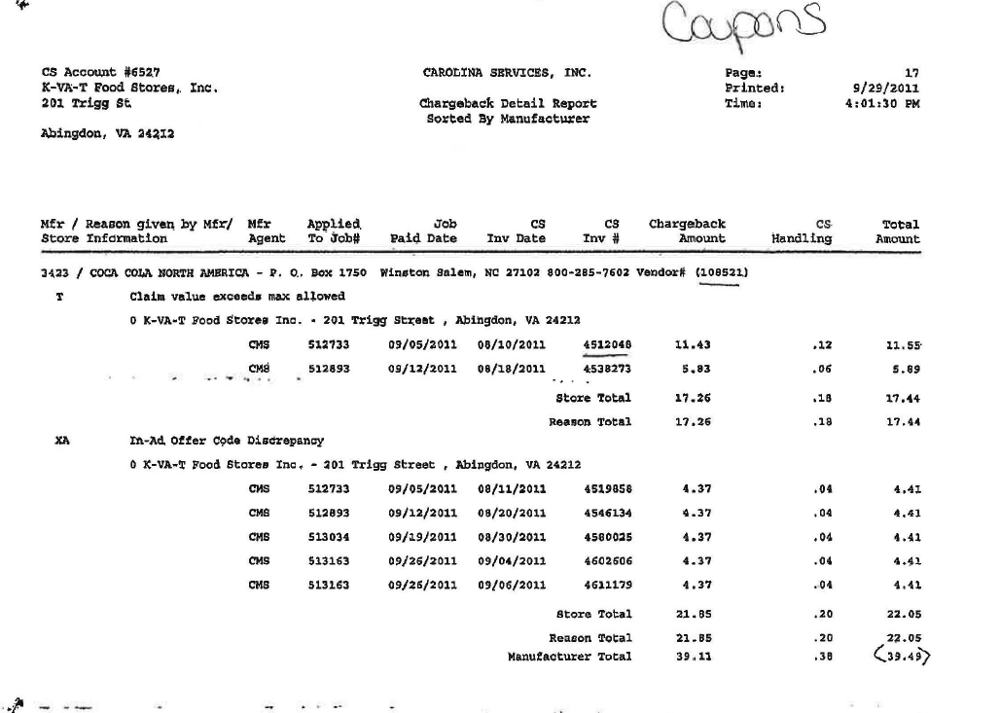 Coupons
CS Account #6527 CAROLINA SERVICES, INC. Page: 17
K-VA-T Food Stores, Inc. Printed: 9/29/2011
201 Trigg St Chargeback Detail Report Time: 4:01:30 PM
Sorted By Manufacturer
Abingdon, VA 24212
Mfr / Reason given by Mfr/ Mfr Applied Job CS CS Chargeback CS Total
Store Information Agent To Job# Paid Date Inv Date Inv # Amount Handling Amount
3423 / COCA COLA NORTH AMERICA - P. O. Box 1750 Winston Salem, NC 27102 800-285-7602 Vendor# (108521)
T Claim value exceeds max allowed
0 K-VA-T Food Stores Inc. - 201 Trigg Street , Abingdon, VA 24212
CMS 512733 09/05/2011 08/10/2011 4512048 11.43 .12 11.55
CMS 512893 09/12/2011 08/18/2011 4538273 5.83 .06 5.89
Store Total 17.26 .18 17.44
Reason Total 17.26 .18 17.44
XA In-Ad Offer Code Discrepancy
0 K-VA-T Food Stores Inc. - 201 Trigg Street , Abingdon, VA 24212
CMS 512733 09/05/2011 08/11/2011 4519858 4.37 .04 4.41
CMS 512893 09/12/2011 08/20/2011 4546134 4.37 .04 4.41
CMS 513034 09/19/2011 08/30/2011 4580025 4.37 .04 4.41
CMS 513163 09/26/2011 09/04/2011 4602606 4.37 .04 4.41
CMS 513163 09/26/2011 09/06/2011 4611179 4.37 .04 4.41
Store Total 21.85 .20 22.05
Reason Total 21.85 .20 22.05
Manufacturer Total 39.11 .38 (39.49)